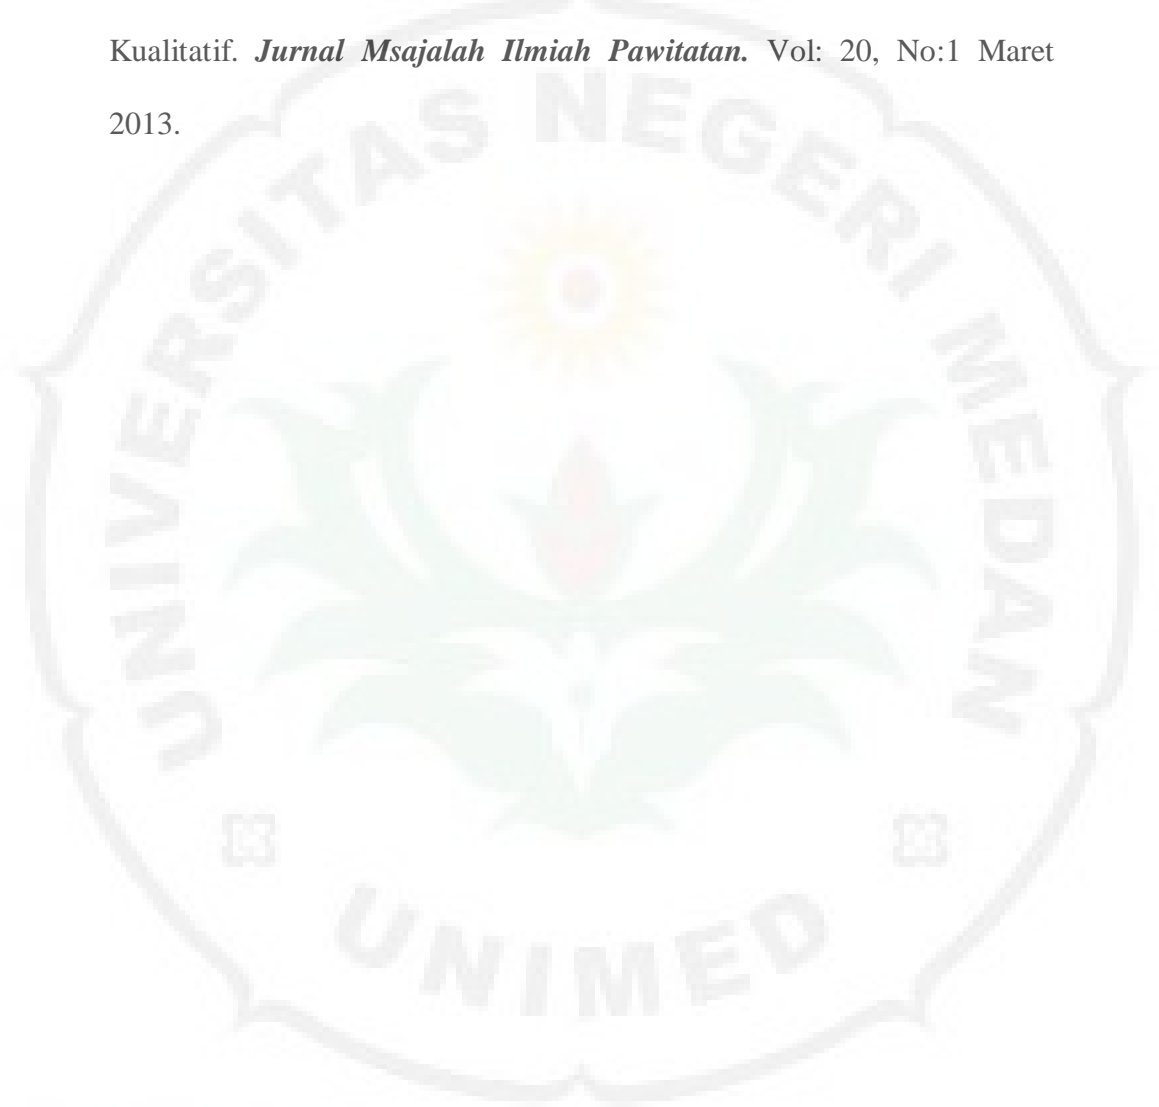 Kualitatif. Jurnal Msajalah Ilmiah Pawitatan. Vol: 20, No:1 Maret
2013.
UNIVERSITAS NEGERI MEDAN
UNIMED